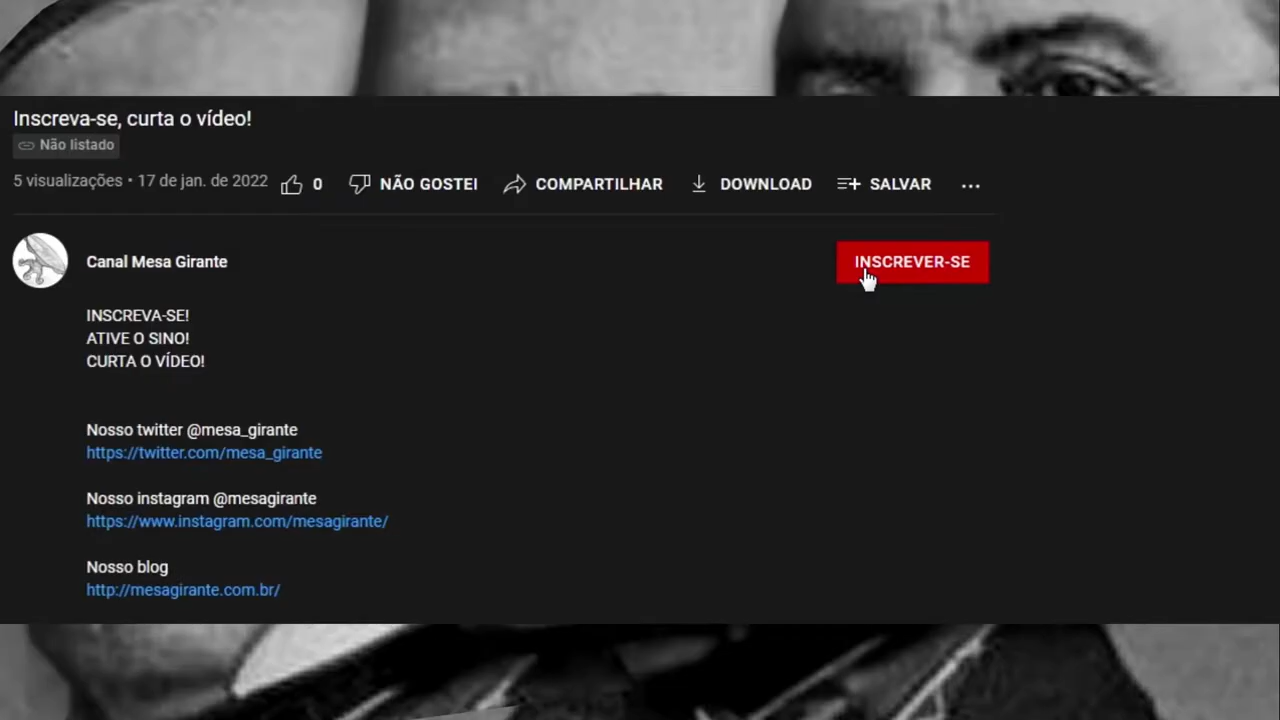 Inscreva-se, curta o vídeo!
Não listado
5 visualizações • 17 de jan. de 2022 0 NÃO GOSTEI COMPARTILHAR DOWNLOAD SALVAR ...
Canal Mesa Girante INSCREVER-SE
INSCREVA-SE!
ATIVE O SINO!
CURTA O VÍDEO!
Nosso twitter @mesa_girante
https://twitter.com/mesa_girante
Nosso instagram @mesagirante
https://www.instagram.com/mesagirante/
Nosso blog
http://mesagirante.com.br/